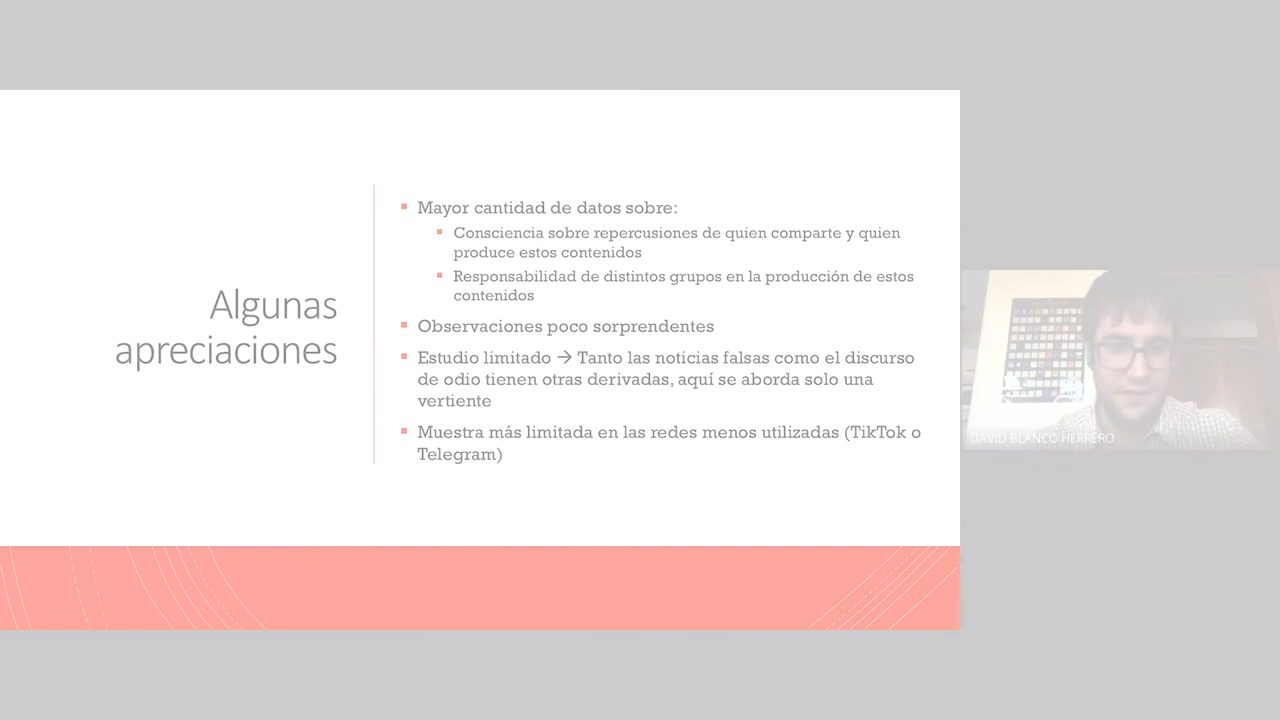 Algunas
apreciaciones
Mayor cantidad de datos sobre:
Consciencia sobre repercusiones de quien comparte y quien
produce estos contenidos
Responsabilidad de distintos grupos en la producción de estos
contenidos
Observaciones poco sorprendentes
Estudio limitado → Tanto las noticias falsas como el discurso
de odio tienen otras derivadas, aquí se aborda solo una
vertiente
Muestra más limitada en las redes menos utilizadas (TikTok o
Telegram)
DAVID BLANCO HERRERO